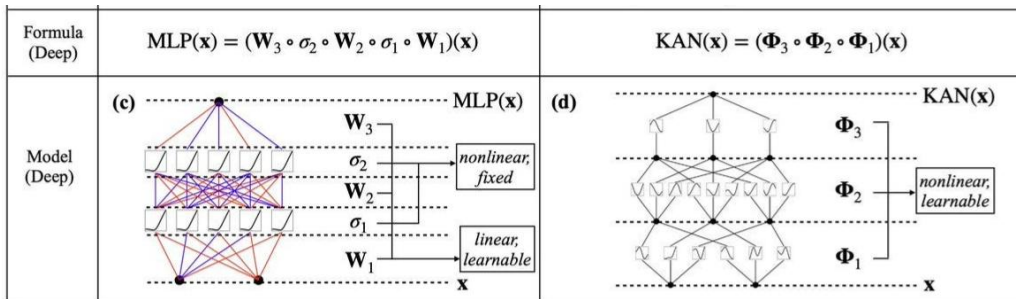 Formula
(Deep)
MLP(x) = (W₃ ∘ σ₂ ∘ W₂ ∘ σ₁ ∘ W₁)(x)
KAN(x) = (Φ₃ ∘ Φ₂ ∘ Φ₁)(x)
Model
(Deep)
(c)
MLP(x)
W₃
σ₂
nonlinear,
fixed
W₂
σ₁
linear,
learnable
W₁
x
(d)
KAN(x)
Φ₃
Φ₂
nonlinear,
learnable
Φ₁
x